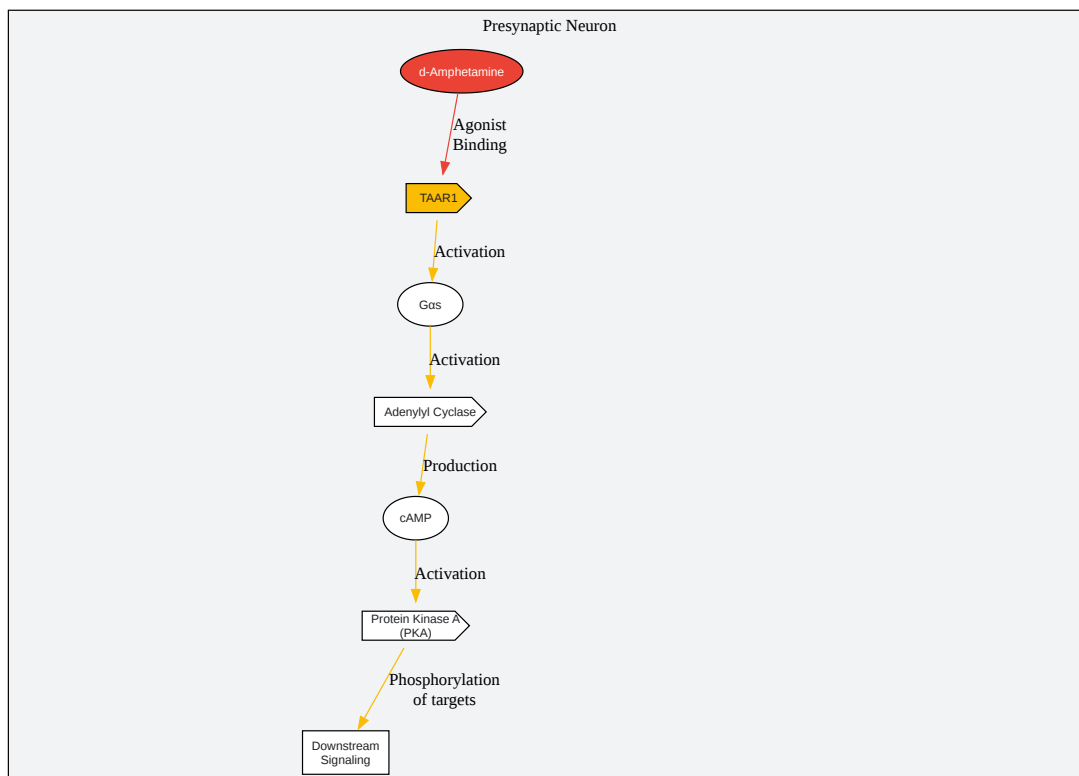 Presynaptic Neuron
d-Amphetamine
Agonist
Binding
TAAR1
Activation
Gαs
Activation
Adenylyl Cyclase
Production
cAMP
Activation
Protein Kinase A
(PKA)
Phosphorylation
of targets
Downstream
Signaling